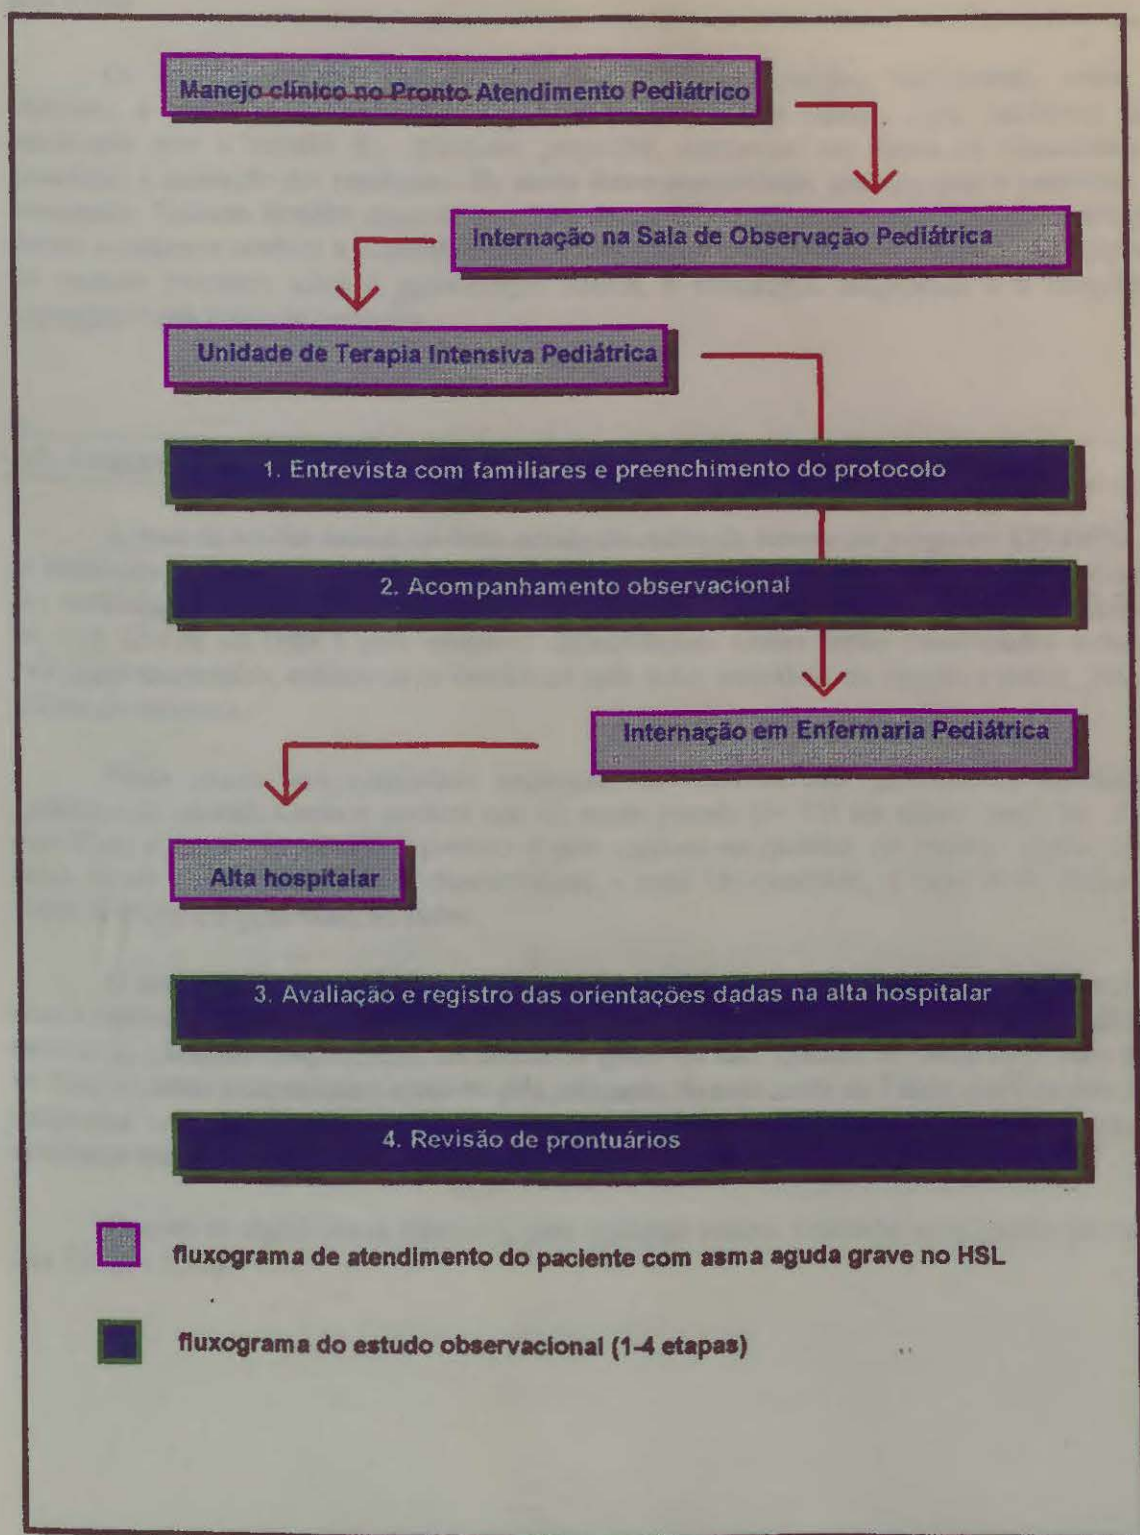 Manejo clínico no Pronto Atendimento Pediátrico
Internação na Sala de Observação Pediátrica
Unidade de Terapia Intensiva Pediátrica
1. Entrevista com familiares e preenchimento do protocolo
2. Acompanhamento observacional
Internação em Enfermaria Pediátrica
Alta hospitalar
3. Avaliação e registro das orientações dadas na alta hospitalar
4. Revisão de prontuários
fluxograma de atendimento do paciente com asma aguda grave no HSL
fluxograma do estudo observacional (1-4 etapas)